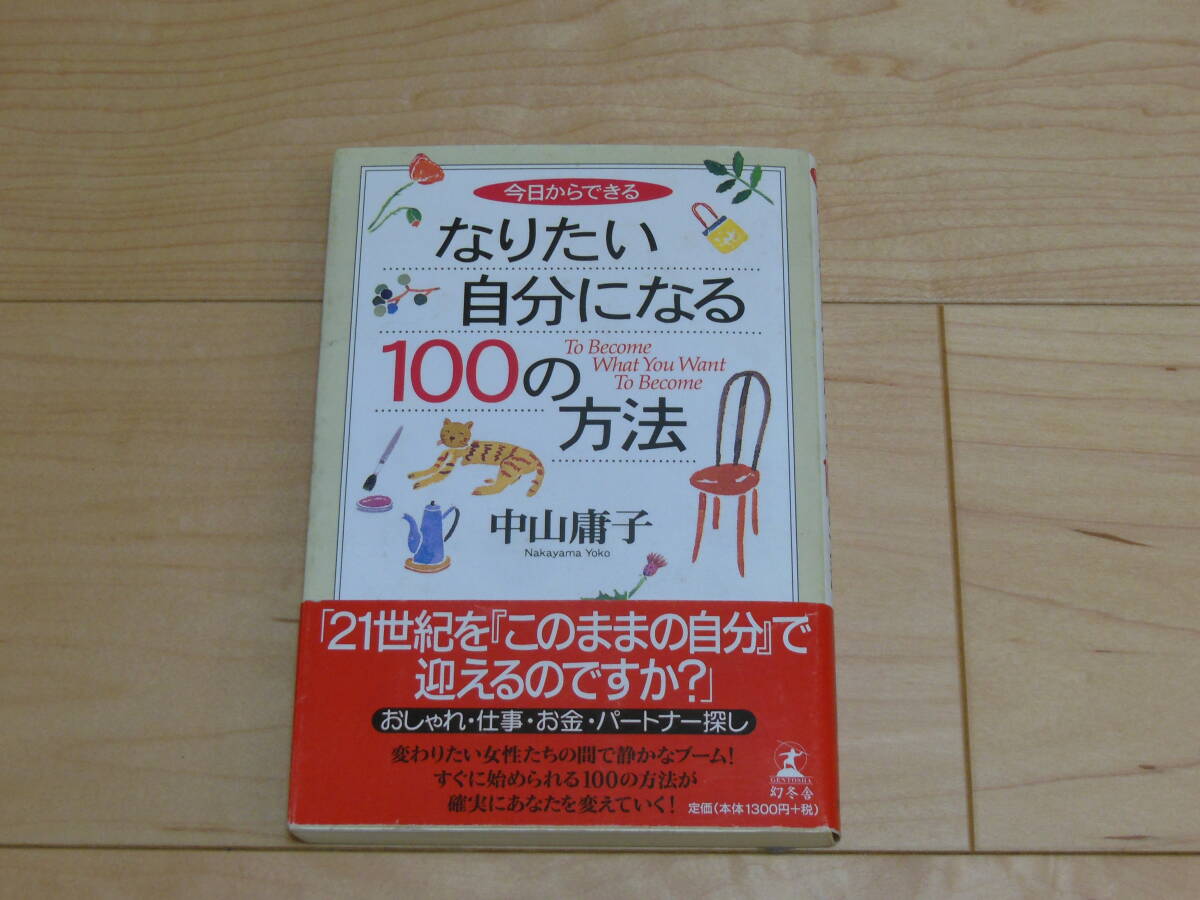 今日からできる
なりたい
自分になる
100の
方法
To Become
What You Want
To Become
中山庸子
Nakayama Yoko
「21世紀を『このままの自分』で
迎えるのですか?」
おしゃれ・仕事・お金・パートナー探し
変わりたい女性たちの間で静かなブーム!
すぐに始められる100の方法が
確実にあなたを変えていく!
GENTOSHA
幻冬舎
定価(本体1300円+税)